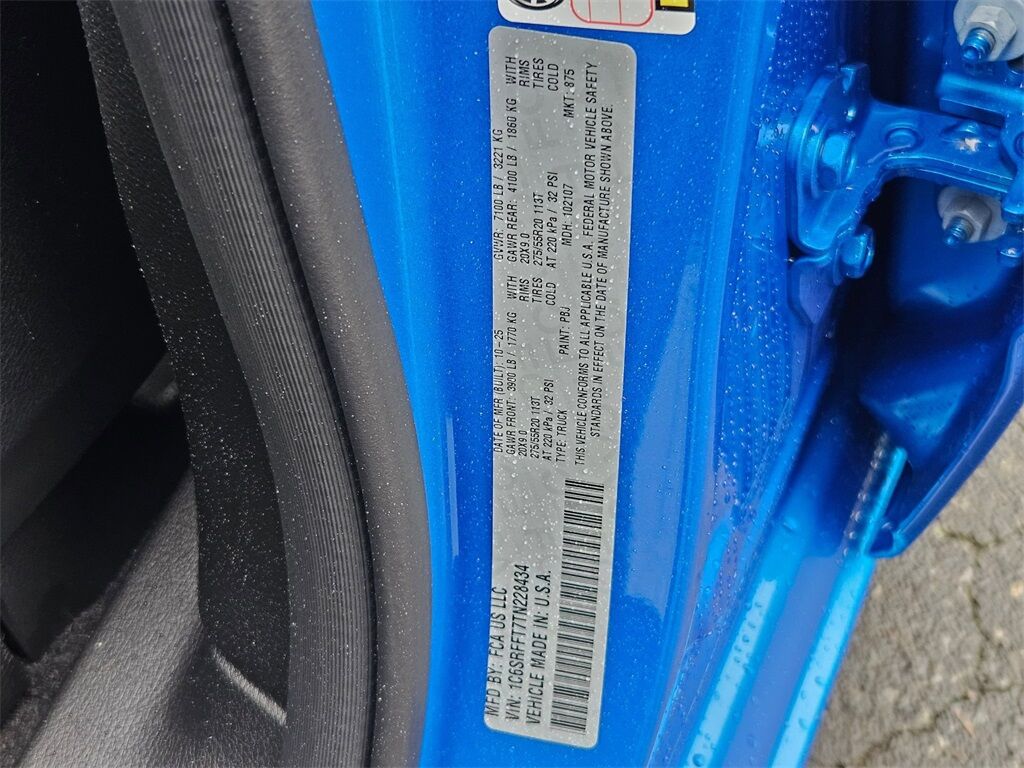 MFD BY: FCA US LLC
VIN: 1C6SRFFT7TN228434
VEHICLE MADE IN: U.S.A.
DATE OF MFR (BUILT): 10-25 GVWR: 7100 LB / 3221 KG
GAWR FRONT: 3900 LB / 1770 KG WITH GAWR REAR: 4100 LB / 1860 KG WITH
20X9.0 RIMS 20X9.0 RIMS
275/55R20 113T TIRES 275/55R20 113T TIRES
AT 220 kPa / 32 PSI COLD AT 220 kPa / 32 PSI COLD
TYPE: TRUCK PAINT: PBJ MDH: 102107 MKT: 875
THIS VEHICLE CONFORMS TO ALL APPLICABLE U.S.A. FEDERAL MOTOR VEHICLE SAFETY
STANDARDS IN EFFECT ON THE DATE OF MANUFACTURE SHOWN ABOVE.